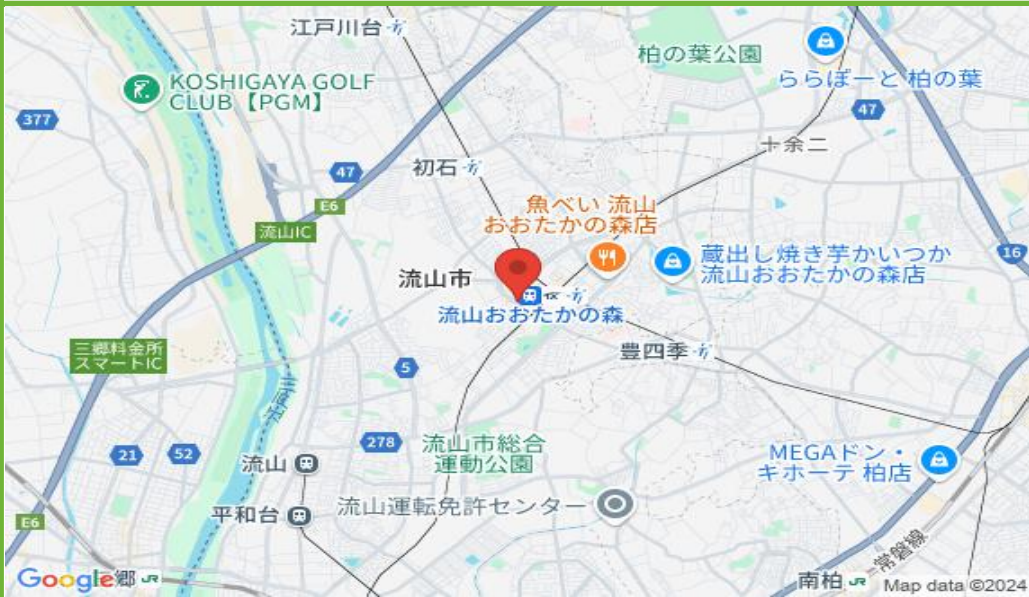 江戸川台
柏の葉公園
ららぽーと 柏の葉
KOSHIGAYA GOLF
CLUB【PGM】
377
47
十余二
初石
47
E6
魚べい 流山
おおたかの森店
流山IC
蔵出し焼き芋かいつか
流山おおたかの森店
16
流山市
流山おおたかの森
三郷料金所
スマートIC
豊四季
5
278
流山市総合
運動公園
21
52
流山
MEGAドン・
キホーテ 柏店
平和台
流山運転免許センター
E6
常磐線
Google
郷 JR
南柏 JR
Map data ©2024